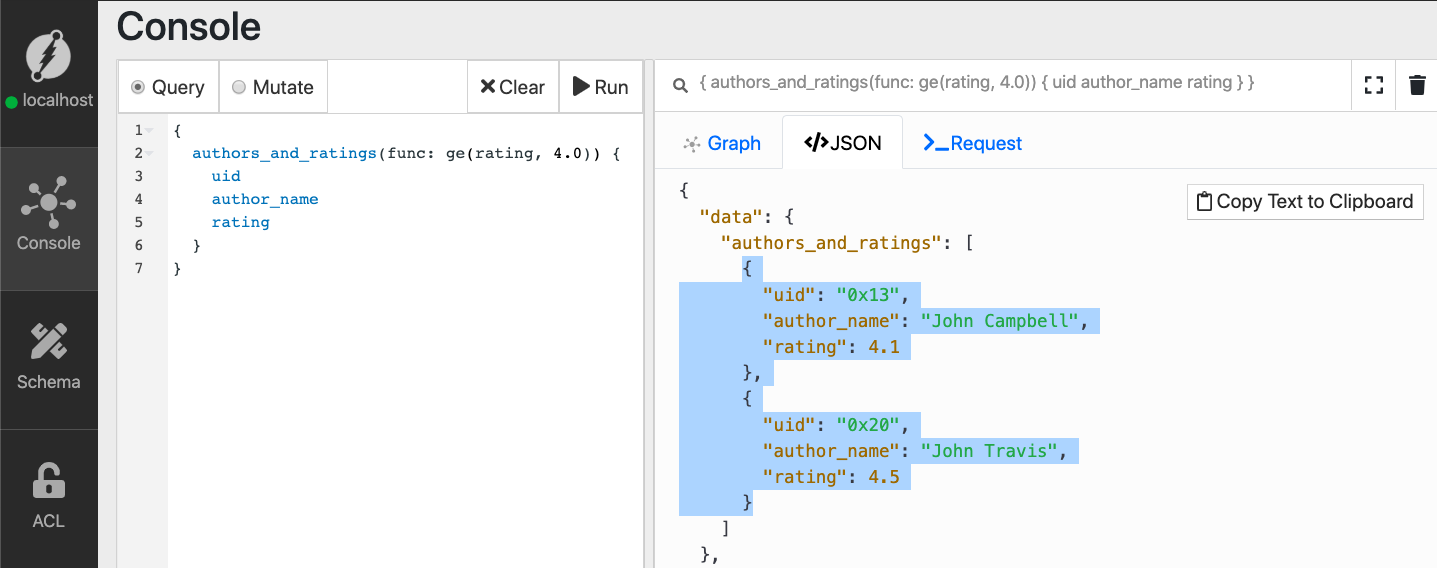 Console
localhost
Console
Schema
ACL
Query
Mutate
Clear
Run
1 {
2 authors_and_ratings(func: ge(rating, 4.0)) {
3 uid
4 author_name
5 rating
6 }
7 }
{ authors_and_ratings(func: ge(rating, 4.0)) { uid author_name rating } }
Graph
</>JSON
>_Request
Copy Text to Clipboard
{
"data": {
"authors_and_ratings": [
{
"uid": "0x13",
"author_name": "John Campbell",
"rating": 4.1
},
{
"uid": "0x20",
"author_name": "John Travis",
"rating": 4.5
}
]
},